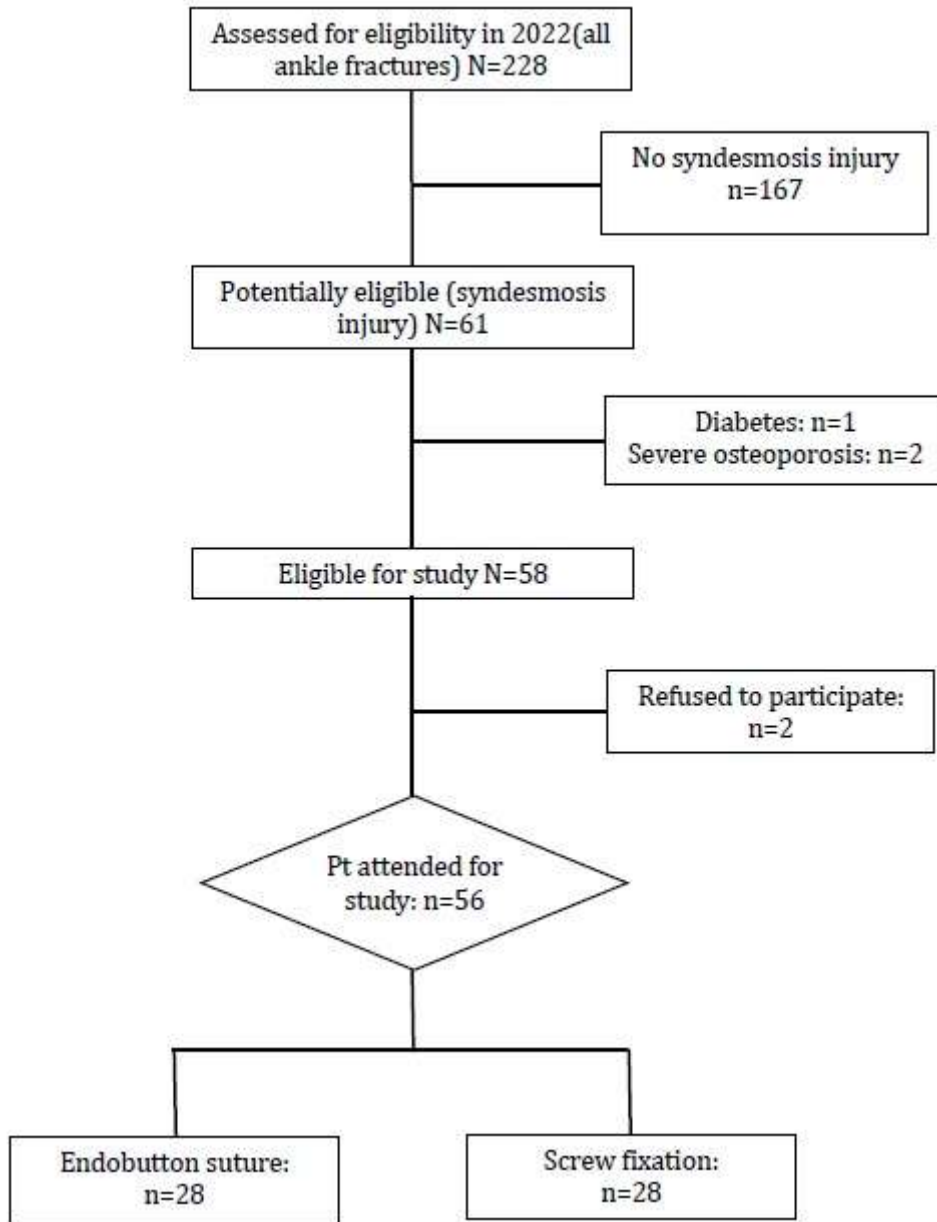 Assessed for eligibility in 2022(all
ankle fractures) N=228
No syndesmosis injury
n=167
Potentially eligible (syndesmosis
injury) N=61
Diabetes: n=1
Severe osteoporosis: n=2
Eligible for study N=58
Refused to participate:
n=2
Pt attended for
study: n=56
Endobutton suture:
n=28
Screw fixation:
n=28